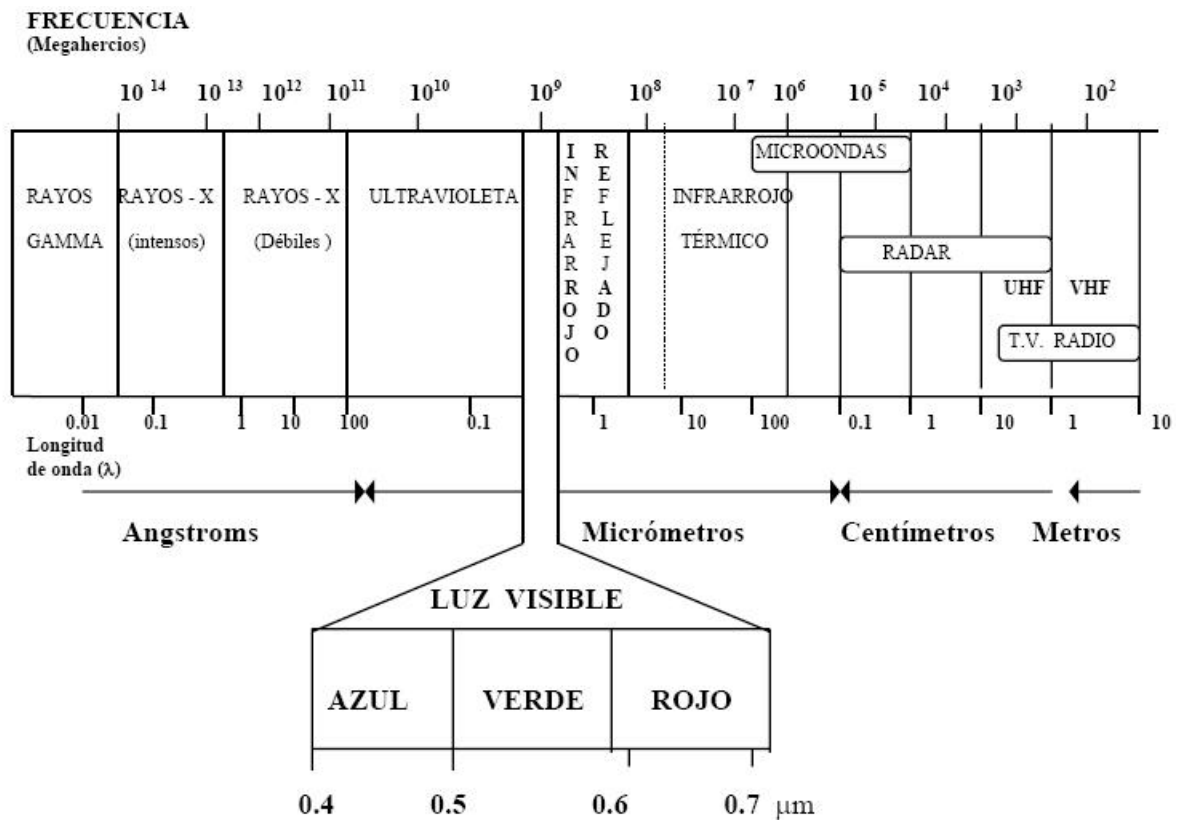 FRECUENCIA
(Megahercios)
10 14 10 13 10 12 10 11 10 10 10 9 10 8 10 7 10 6 10 5 10 4 10 3 10 2
MICROONDAS
RAYOS
GAMMA
RAYOS - X
(intensos)
RAYOS - X
(Débiles )
ULTRAVIOLETA
INFRARROJO
REFLEJADO
INFRARROJO
TÉRMICO
RADAR
UHF VHF
T.V. RADIO
0.01 0.1 1 10 100 0.1 1 10 100 0.1 1 10 1 10
Longitud
de onda (λ)
Angstroms Micrómetros Centímetros Metros
LUZ VISIBLE
AZUL VERDE ROJO
0.4 0.5 0.6 0.7 μm